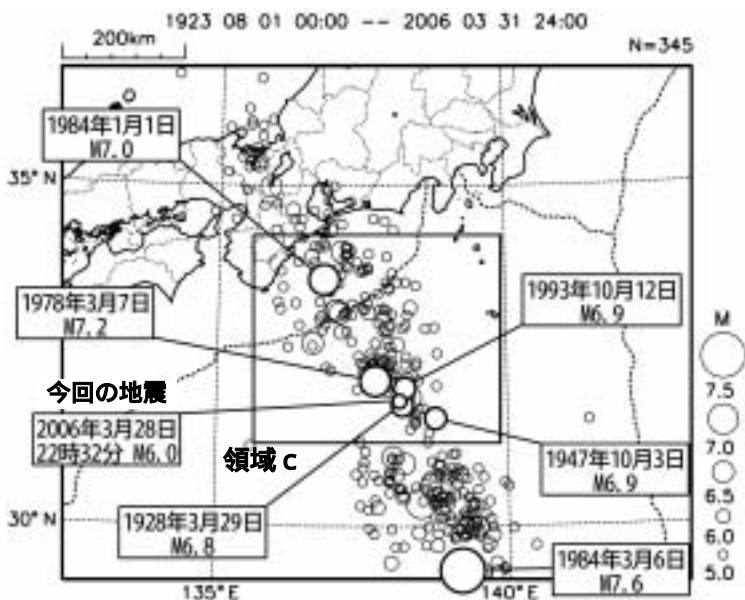 1923 08 01 00:00 -- 2006 03 31 24:00
200km
N=345
1984年1月1日
M7.0
35°N
1978年3月7日
M7.2
1993年10月12日
M6.9
今回の地震
2006年3月28日
22時32分 M6.0
領域 c
1947年10月3日
M6.9
30°N
1928年3月29日
M6.8
1984年3月6日
M7.6
135°E
140°E
M
7.5
7.0
6.5
6.0
5.0